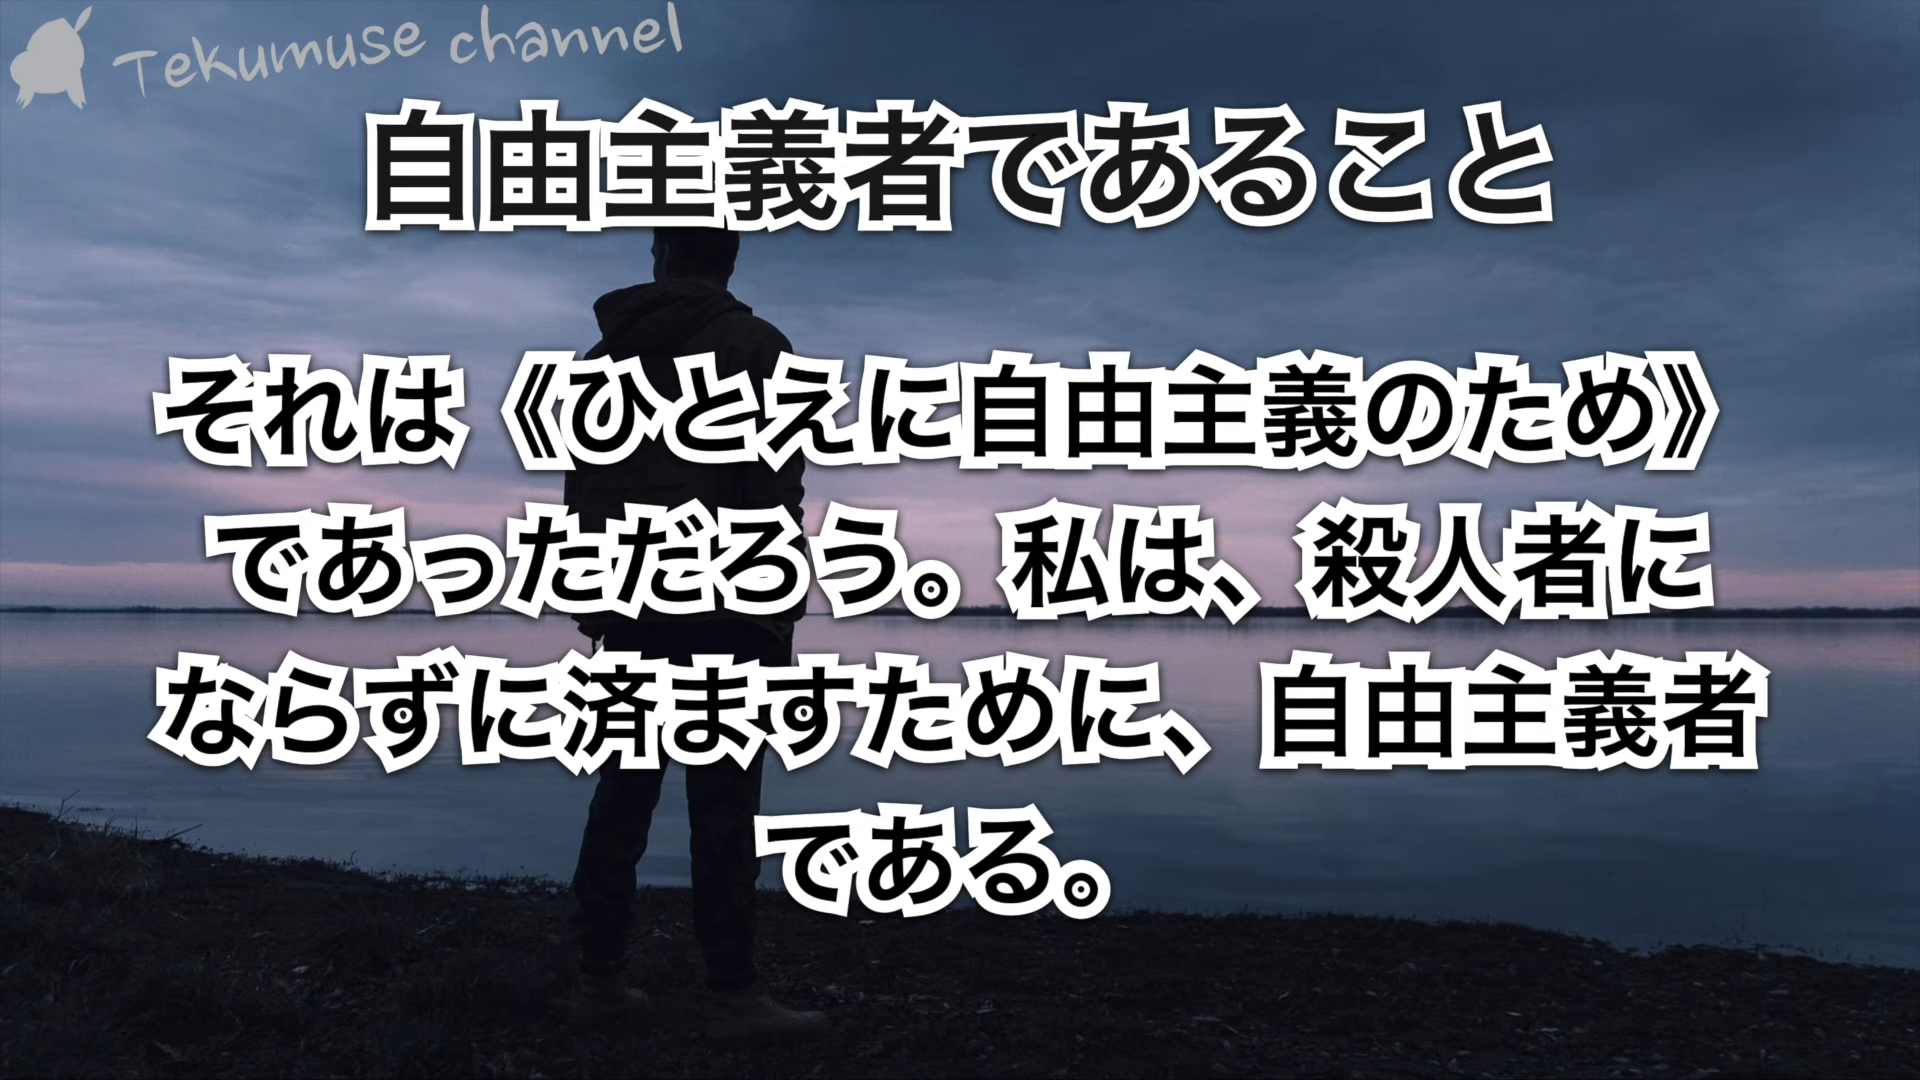 Tekumuse channel
自由主義者であること
それは《ひとえに自由主義のため》
であっただろう。私は、殺人者に
ならずに済ますために、自由主義者
である。